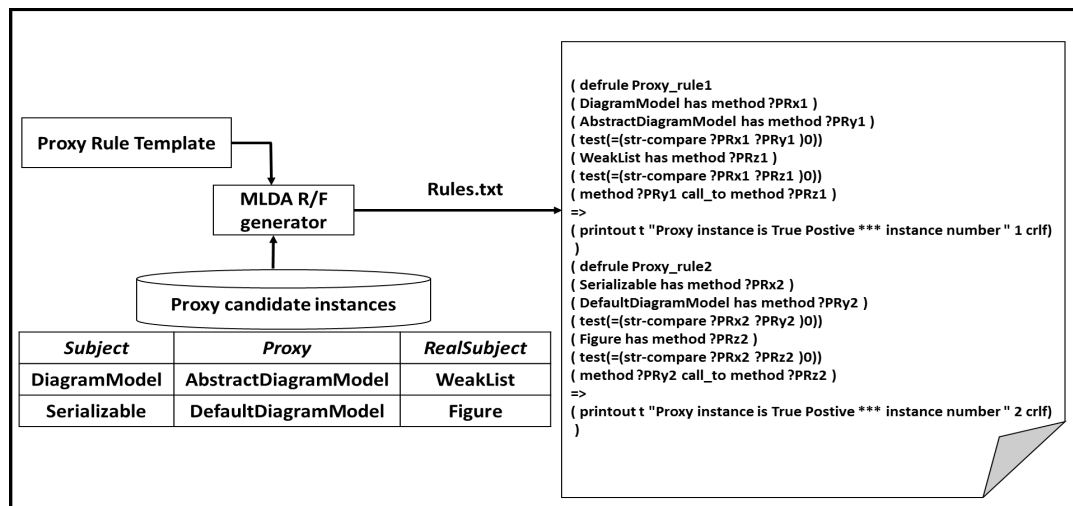 Proxy Rule Template
MLDA R/F
generator
Rules.txt
Proxy candidate instances
Subject Proxy RealSubject
DiagramModel AbstractDiagramModel WeakList
Serializable DefaultDiagramModel Figure
( defrule Proxy_rule1
( DiagramModel has method ?PRx1 )
( AbstractDiagramModel has method ?PRy1 )
( test(=(str-compare ?PRx1 ?PRy1 )0))
( WeakList has method ?PRz1 )
( test(=(str-compare ?PRx1 ?PRz1 )0))
( method ?PRy1 call_to method ?PRz1 )
=>
( printout t "Proxy instance is True Postive *** instance number " 1 crlf)
)
( defrule Proxy_rule2
( Serializable has method ?PRx2 )
( DefaultDiagramModel has method ?PRy2 )
( test(=(str-compare ?PRx2 ?PRy2 )0))
( Figure has method ?PRz2 )
( test(=(str-compare ?PRx2 ?PRz2 )0))
( method ?PRy2 call_to method ?PRz2 )
=>
( printout t "Proxy instance is True Postive *** instance number " 2 crlf)
)